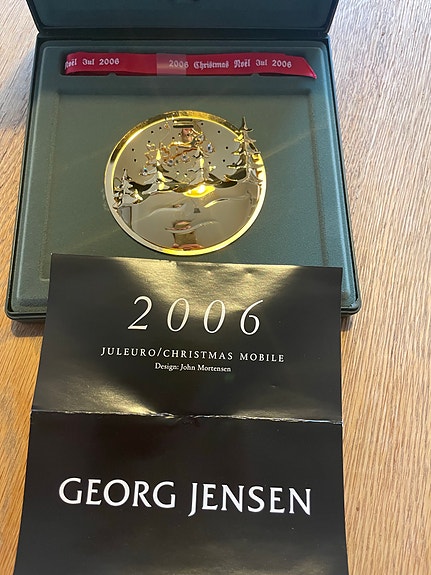 Noël Jul 2006 2006 Christmas Noël Jul 2006
2006
JULEURO/CHRISTMAS MOBILE
Design: John Mortensen
GEORG JENSEN